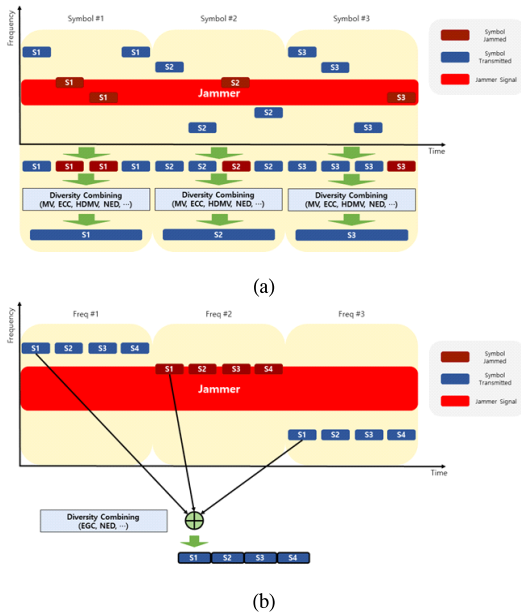 Symbol #1 Symbol #2 Symbol #3
Frequency
S1 S1 S3
S2 S3
S1 S2
S1 Jammer S3
S2
S2 S3
Time
S1 S1 S1 S1 S2 S2 S2 S2 S3 S3 S3 S3
Diversity Combining Diversity Combining Diversity Combining
(MV, ECC, HDMV, NED, ⋯) (MV, ECC, HDMV, NED, ⋯) (MV, ECC, HDMV, NED, ⋯)
S1 S2 S3
Symbol
Jammed
Symbol
Transmitted
Jammer Signal
(a)
Freq #1 Freq #2 Freq #3
Frequency
S1 S2 S3 S4
S1 S2 S3 S4
Jammer
S1 S2 S3 S4
Time
Symbol
Jammed
Symbol
Transmitted
Jammer Signal
Diversity Combining
(EGC, NED, ⋯)
S1 S2 S3 S4
(b)